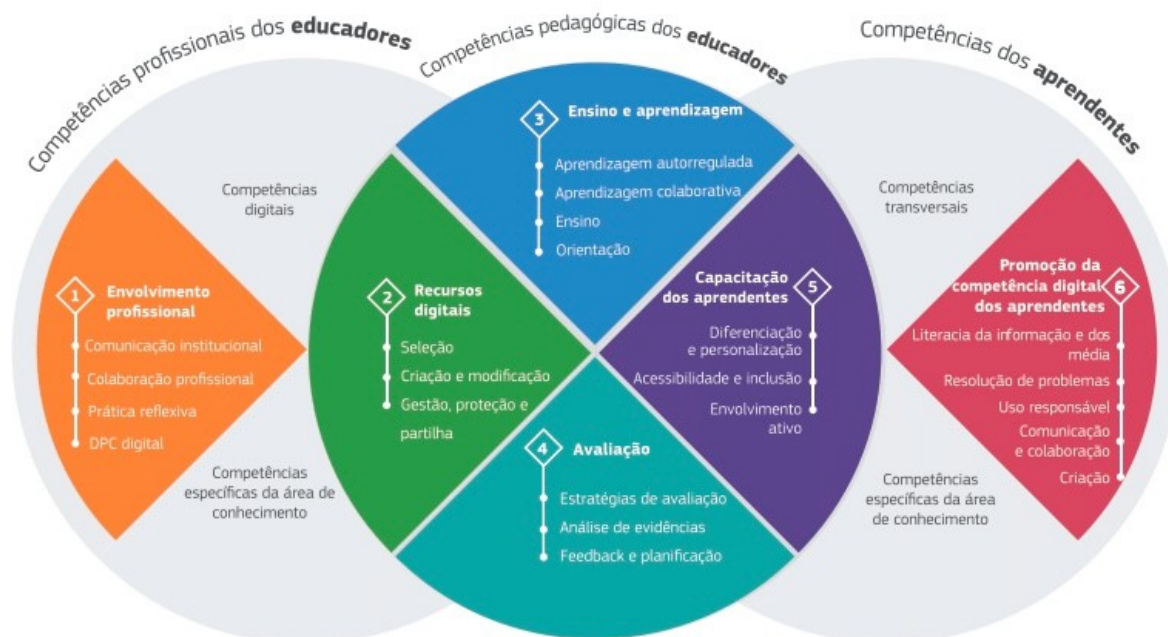 Competências profissionais dos educadores
Competências pedagógicas dos educadores
Competências dos aprendentes
Competências
digitais
Competências
específicas da área de
conhecimento
1
Envolvimento
profissional
Comunicação institucional
Colaboração profissional
Prática reflexiva
DPC digital
2
Recursos
digitais
Seleção
Criação e modificação
Gestão, proteção e
partilha
3
Ensino e aprendizagem
Aprendizagem autorregulada
Aprendizagem colaborativa
Ensino
Orientação
4
Avaliação
Estratégias de avaliação
Análise de evidências
Feedback e planificação
5
Capacitação
dos aprendentes
Diferenciação
e personalização
Acessibilidade e inclusão
Envolvimento
ativo
Competências
transversais
Competências
específicas da área
de conhecimento
6
Promoção da
competência digital
dos aprendentes
Literacia da informação e dos
média
Resolução de problemas
Uso responsável
Comunicação
e colaboração
Criação